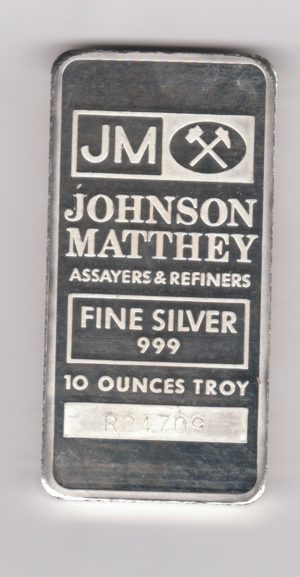 JM
JOHNSON
MATTHEY
ASSAYERS & REFINERS
FINE SILVER
999
10 OUNCES TROY
R24709